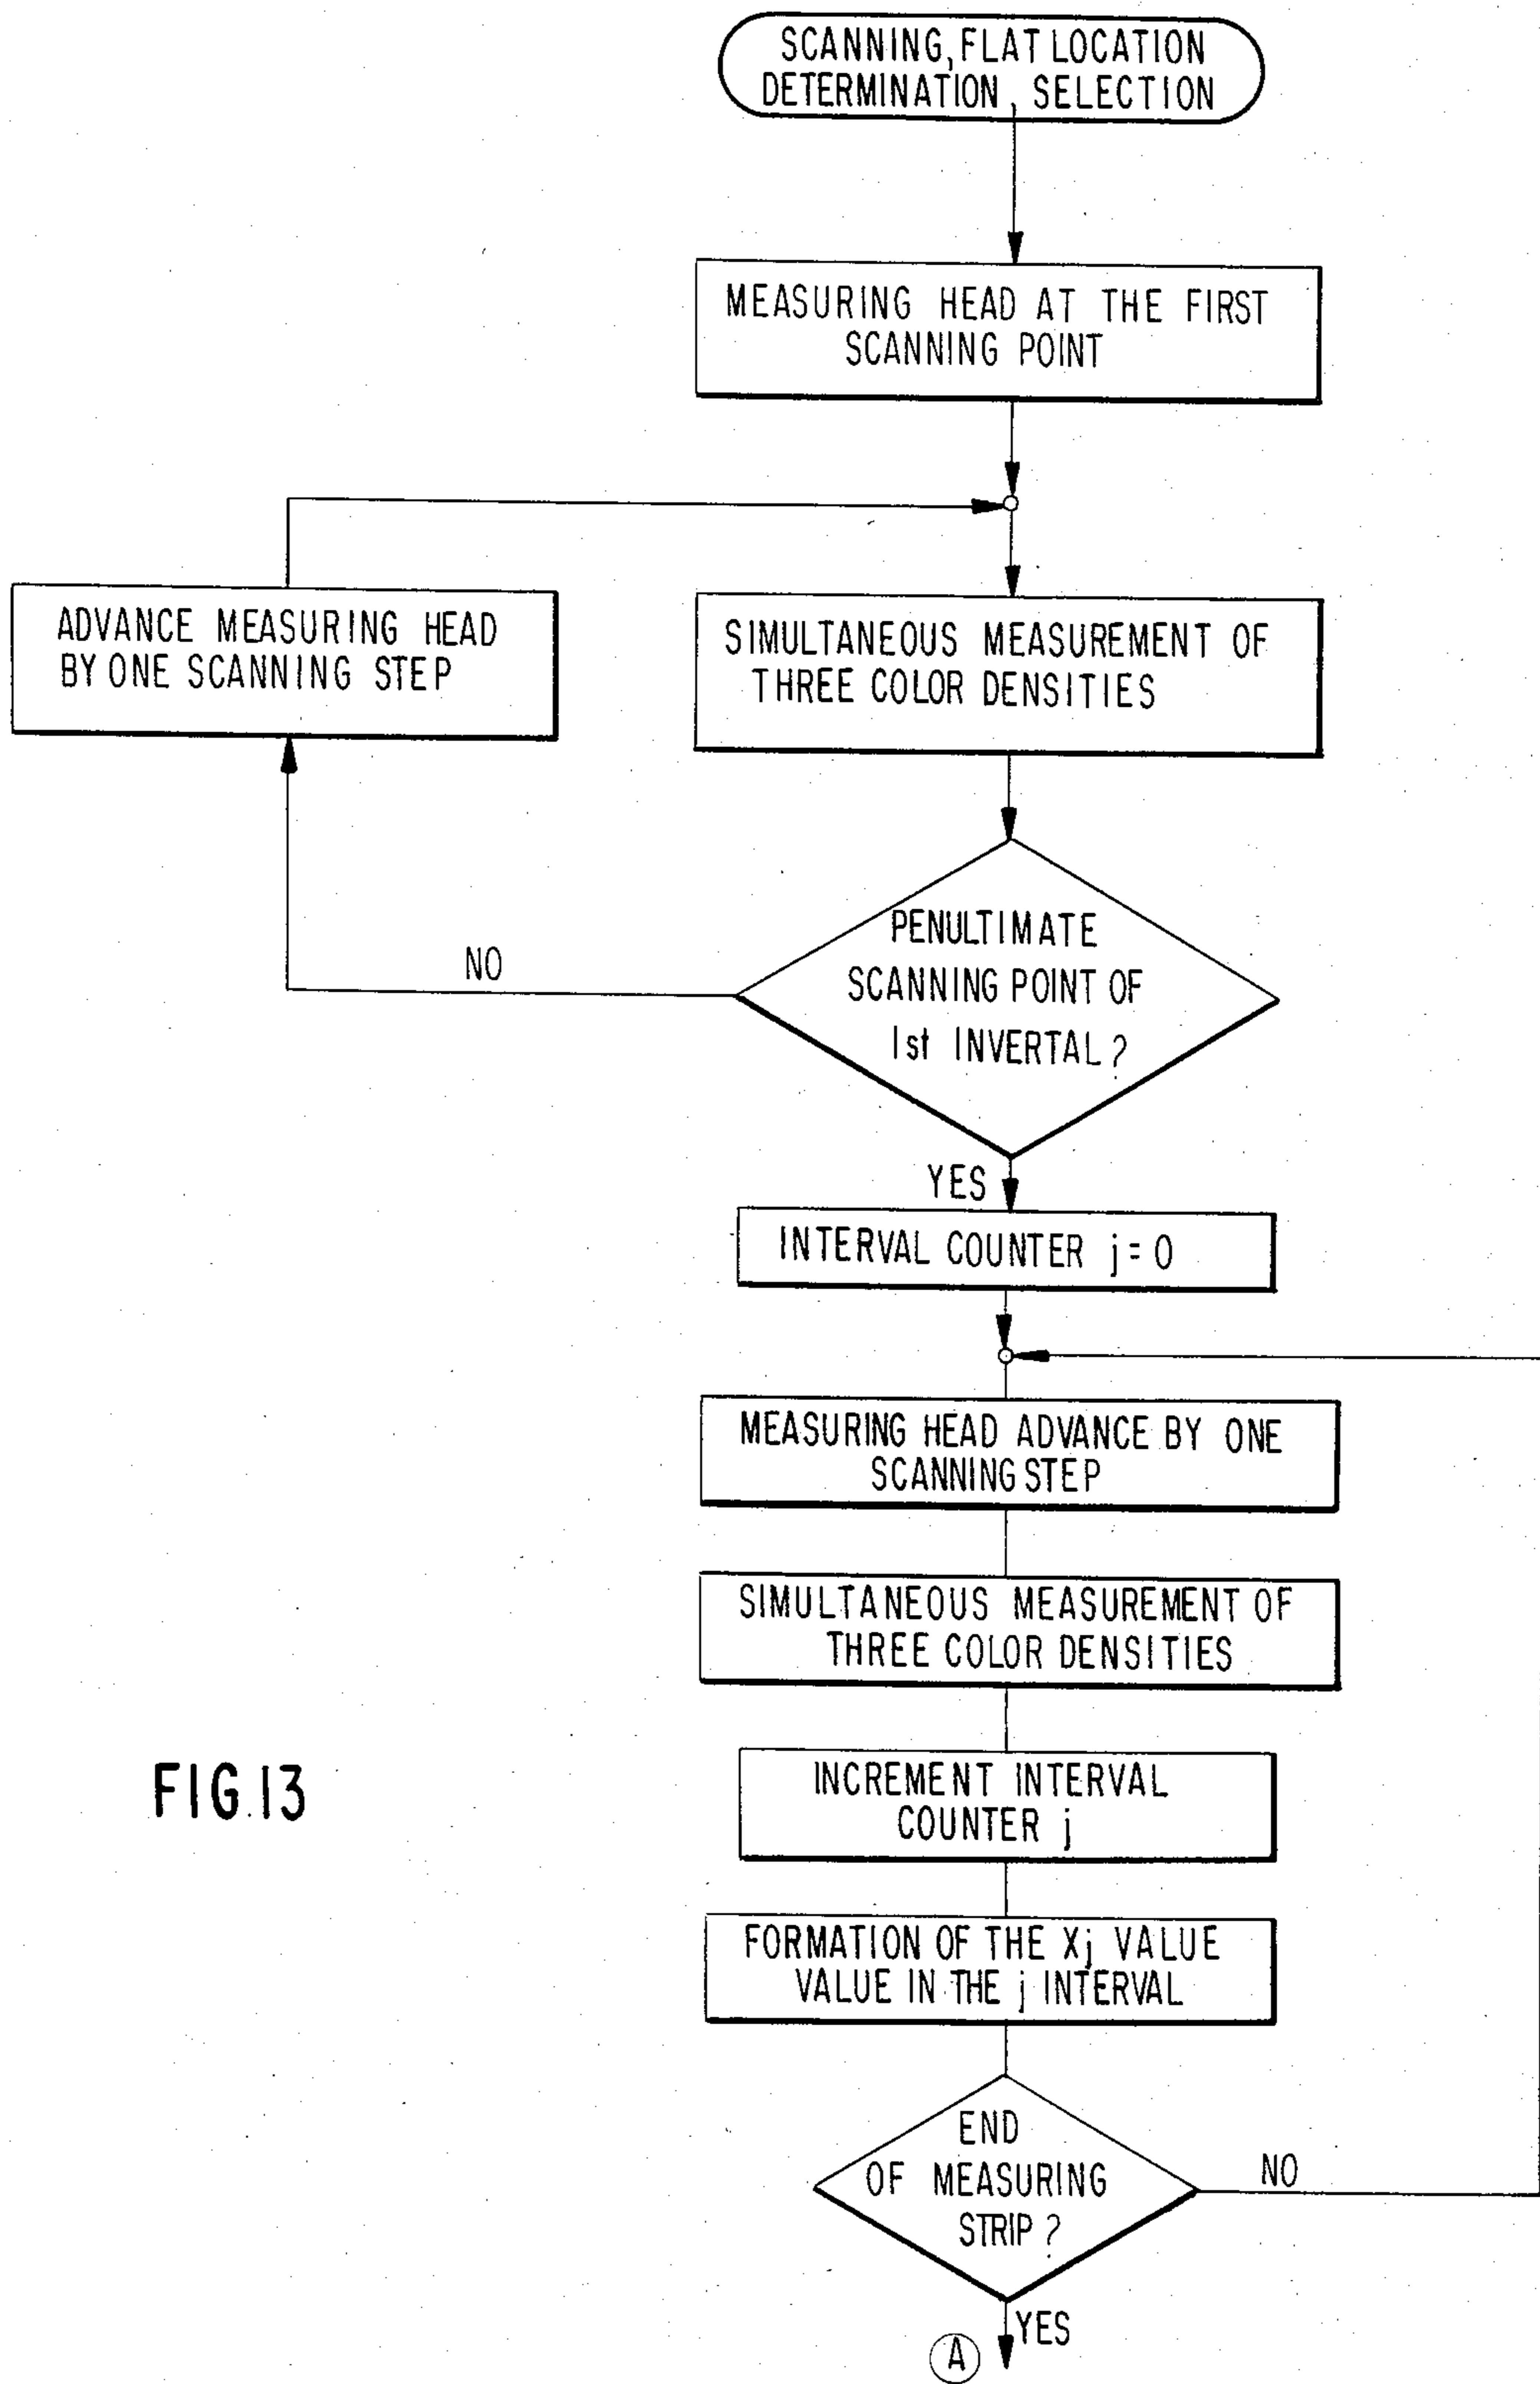 SCANNING, FLAT LOCATION
DETERMINATION, SELECTION
MEASURING HEAD AT THE FIRST
SCANNING POINT
ADVANCE MEASURING HEAD
BY ONE SCANNING STEP
SIMULTANEOUS MEASUREMENT OF
THREE COLOR DENSITIES
PENULTIMATE
SCANNING POINT OF
1st INVERTAL?
NO
YES
INTERVAL COUNTER j=0
MEASURING HEAD ADVANCE BY ONE
SCANNING STEP
SIMULTANEOUS MEASUREMENT OF
THREE COLOR DENSITIES
INCREMENT INTERVAL
COUNTER j
FIG.13
FORMATION OF THE Xj VALUE
VALUE IN THE j INTERVAL
END
OF MEASURING
STRIP?
NO
YES
A